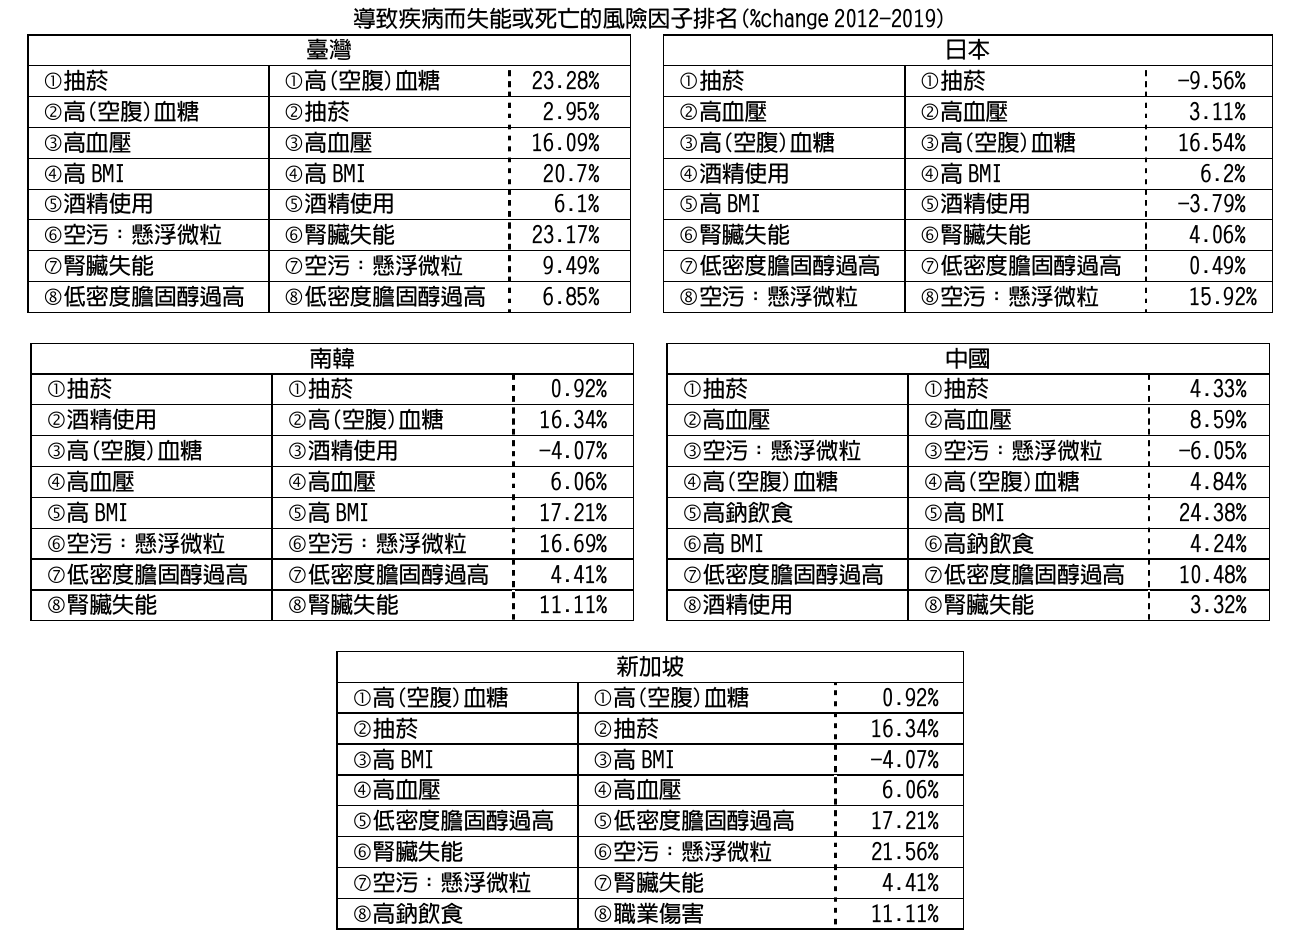 導致疾病而失能或死亡的風險因子排名(%change 2012-2019)
臺灣
①抽菸 ①高(空腹)血糖 23.28%
②高(空腹)血糖 ②抽菸 2.95%
③高血壓 ③高血壓 16.09%
④高 BMI ④高 BMI 20.7%
⑤酒精使用 ⑤酒精使用 6.1%
⑥空污：懸浮微粒 ⑥腎臟失能 23.17%
⑦腎臟失能 ⑦空污：懸浮微粒 9.49%
⑧低密度膽固醇過高 ⑧低密度膽固醇過高 6.85%
日本
①抽菸 ①抽菸 -9.56%
②高血壓 ②高血壓 3.11%
③高(空腹)血糖 ③高(空腹)血糖 16.54%
④酒精使用 ④高 BMI 6.2%
⑤高 BMI ⑤酒精使用 -3.79%
⑥腎臟失能 ⑥腎臟失能 4.06%
⑦低密度膽固醇過高 ⑦低密度膽固醇過高 0.49%
⑧空污：懸浮微粒 ⑧空污：懸浮微粒 15.92%
南韓
①抽菸 ①抽菸 0.92%
②酒精使用 ②高(空腹)血糖 16.34%
③高(空腹)血糖 ③酒精使用 -4.07%
④高血壓 ④高血壓 6.06%
⑤高 BMI ⑤高 BMI 17.21%
⑥空污：懸浮微粒 ⑥空污：懸浮微粒 16.69%
⑦低密度膽固醇過高 ⑦低密度膽固醇過高 4.41%
⑧腎臟失能 ⑧腎臟失能 11.11%
中國
①抽菸 ①抽菸 4.33%
②高血壓 ②高血壓 8.59%
③空污：懸浮微粒 ③空污：懸浮微粒 -6.05%
④高(空腹)血糖 ④高(空腹)血糖 4.84%
⑤高鈉飲食 ⑤高 BMI 24.38%
⑥高 BMI ⑥高鈉飲食 4.24%
⑦低密度膽固醇過高 ⑦低密度膽固醇過高 10.48%
⑧酒精使用 ⑧腎臟失能 3.32%
新加坡
①高(空腹)血糖 ①高(空腹)血糖 0.92%
②抽菸 ②抽菸 16.34%
③高 BMI ③高 BMI -4.07%
④高血壓 ④高血壓 6.06%
⑤低密度膽固醇過高 ⑤低密度膽固醇過高 17.21%
⑥腎臟失能 ⑥空污：懸浮微粒 21.56%
⑦空污：懸浮微粒 ⑦腎臟失能 4.41%
⑧高鈉飲食 ⑧職業傷害 11.11%